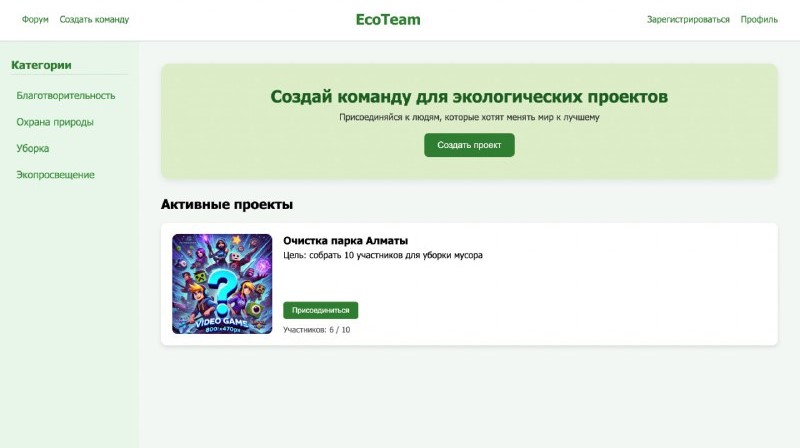 Форум
Создать команду
EcoTeam
Зарегистрироваться
Профиль
Категории
Благотворительность
Охрана природы
Уборка
Экопросвещение
Создай команду для экологических проектов
Присоединяйся к людям, которые хотят менять мир к лучшему
Создать проект
Активные проекты
Очистка парка Алматы
Цель: собрать 10 участников для уборки мусора
?
VIDEO GAME
800 x470px
Присоединиться
Участников: 6 / 10